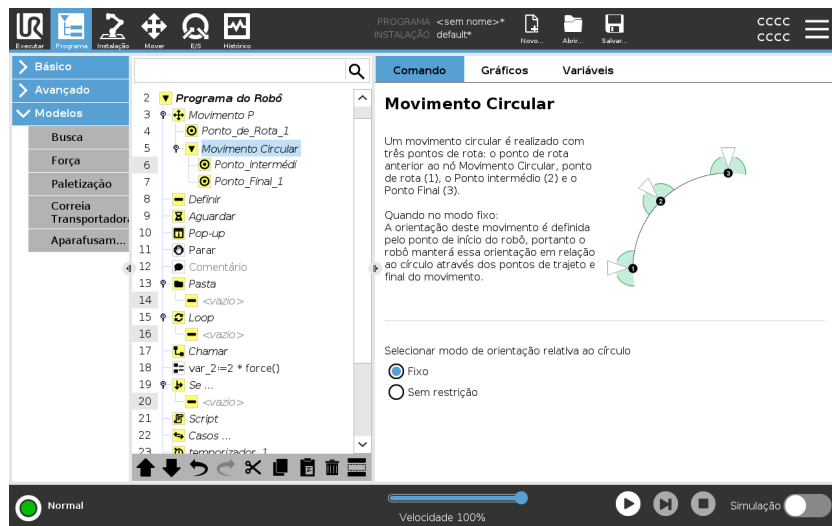 UR
Executar
Programa
Instalação
Mover
E/S
Histórico
PROGRAMA <sem nome>*
INSTALAÇÃO default*
Novo...
Abrir...
Salvar...
CCCC
CCCC
Básico
Avançado
Modelos
Busca
Força
Paletização
Correia
Transportadora
Aparafusam...
2 Programa do Robô
3 Movimento P
4 Ponto_de_Rota_1
5 Movimento Circular
6 Ponto_intermédi
7 Ponto_Final_1
8 Definir
9 Aguardar
10 Pop-up
11 Parar
12 Comentário
13 Pasta
14 <vazio>
15 Loop
16 <vazio>
17 Chamar
18 var_2:=2 * force()
19 Se ...
20 <vazio>
21 Script
22 Casos ...
23 temporizador_1
Comando
Gráficos
Variáveis
Movimento Circular
Um movimento circular é realizado com
três pontos de rota: o ponto de rota
anterior ao nó Movimento Circular, ponto
de rota (1), o Ponto intermédio (2) e o
Ponto Final (3).
Quando no modo fixo:
A orientação deste movimento é definida
pelo ponto de início do robô, portanto o
robô manterá essa orientação em relação
ao círculo através dos pontos de trajeto e
final do movimento.
3
2
1
Selecionar modo de orientação relativa ao círculo
Fixo
Sem restrição
Normal
Velocidade 100%
Simulação